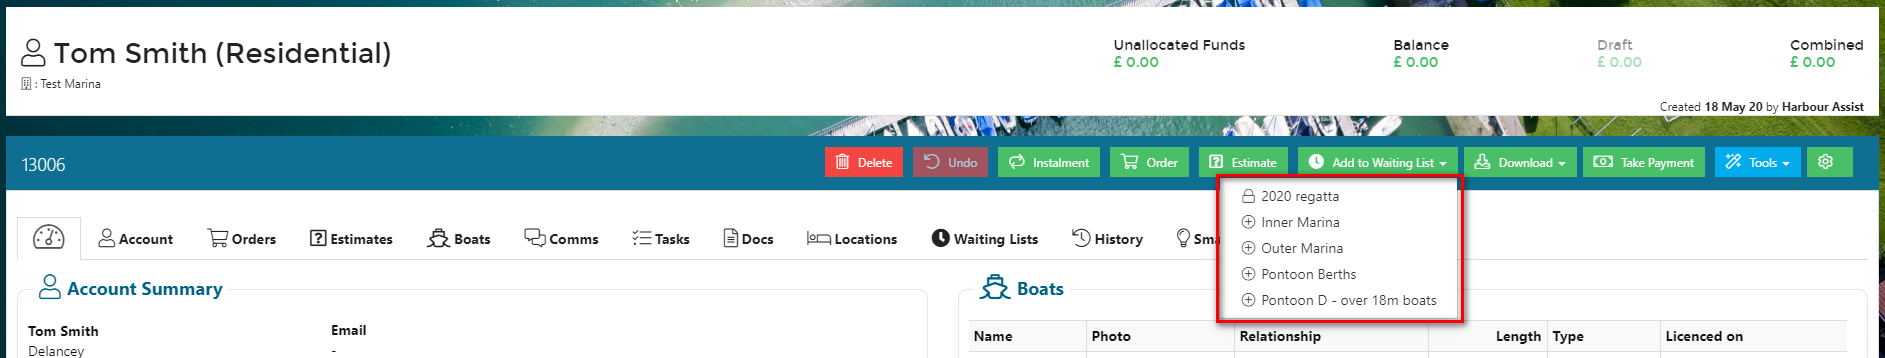 Tom Smith (Residential)
: Test Marina
Unallocated Funds
£ 0.00
Balance
£ 0.00
Draft
£ 0.00
Combined
£ 0.00
Created 18 May 20 by Harbour Assist
13006
Delete
Undo
Instalment
Order
Estimate
Add to Waiting List
Download
Take Payment
Tools
2020 regatta
Inner Marina
Outer Marina
Pontoon Berths
Pontoon D - over 18m boats
Account
Orders
Estimates
Boats
Comms
Tasks
Docs
Locations
Waiting Lists
History
Sma
Account Summary
Tom Smith
Delancey
Email
-
Boats
Name Photo Relationship Length Type Licenced on